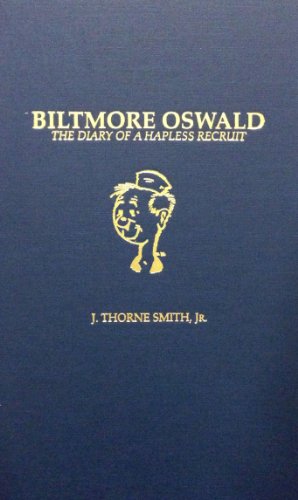 BILTMORE OSWALD
THE DIARY OF A HAPLESS RECRUIT
J. THORNE SMITH, JR.